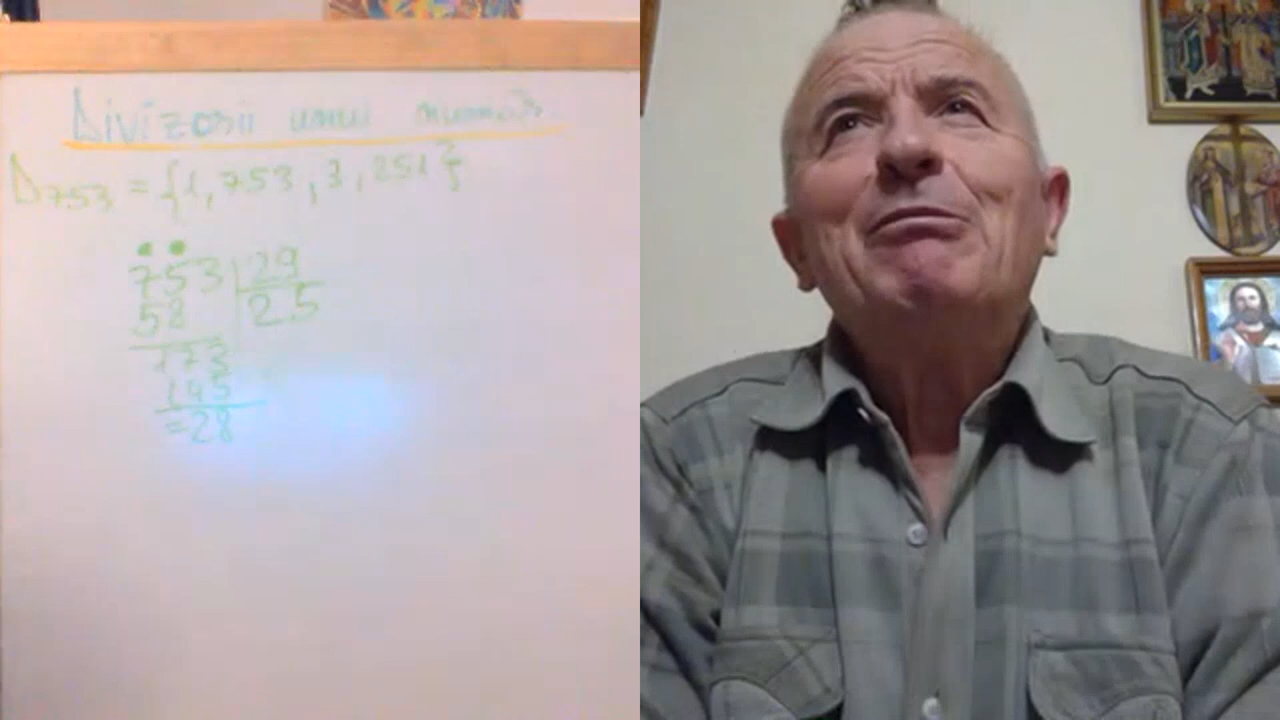 Divizorii unui număr
D753 = {1, 753, 3, 251}
753 | 29
58 | 25
173
145
=28